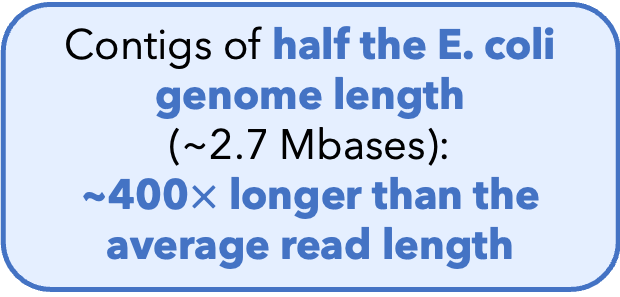 Contigs of half the E. coli
genome length
(~2.7 Mbases):
~400× longer than the
average read length